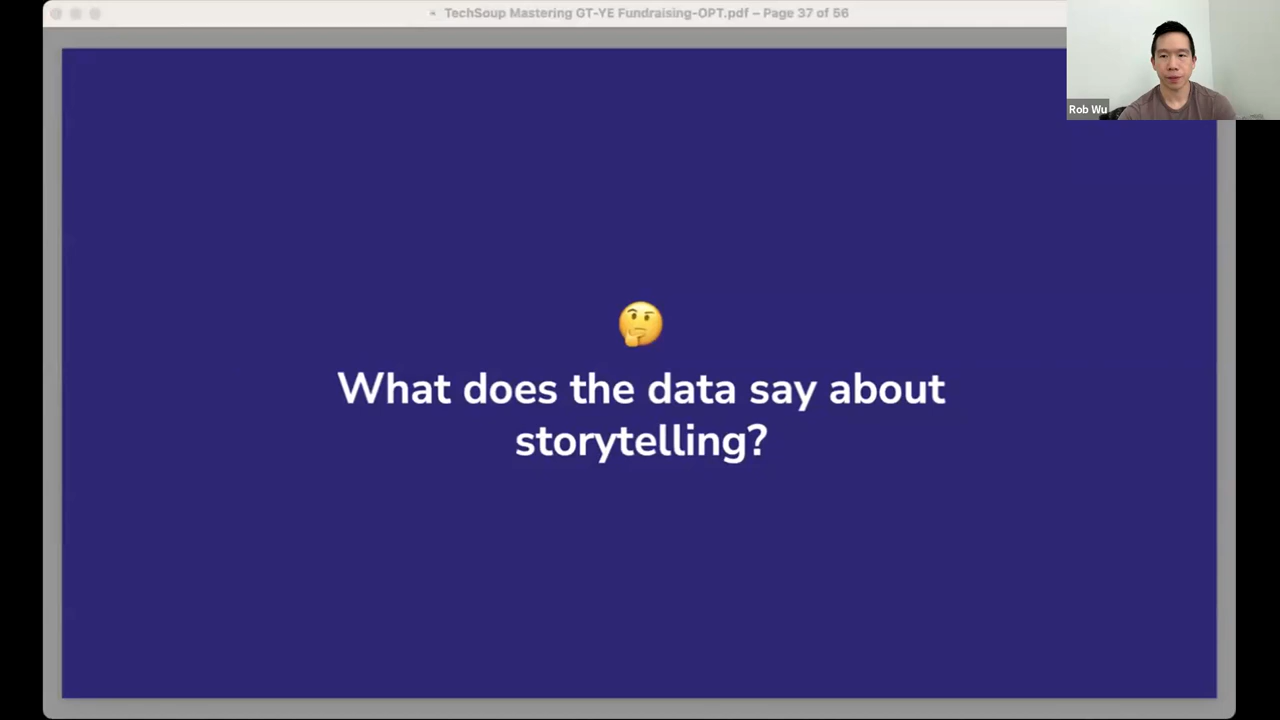 TechSoup Mastering GT-YE Fundraising-OPT.pdf – Page 37 of 56
Rob Wu
What does the data say about
storytelling?